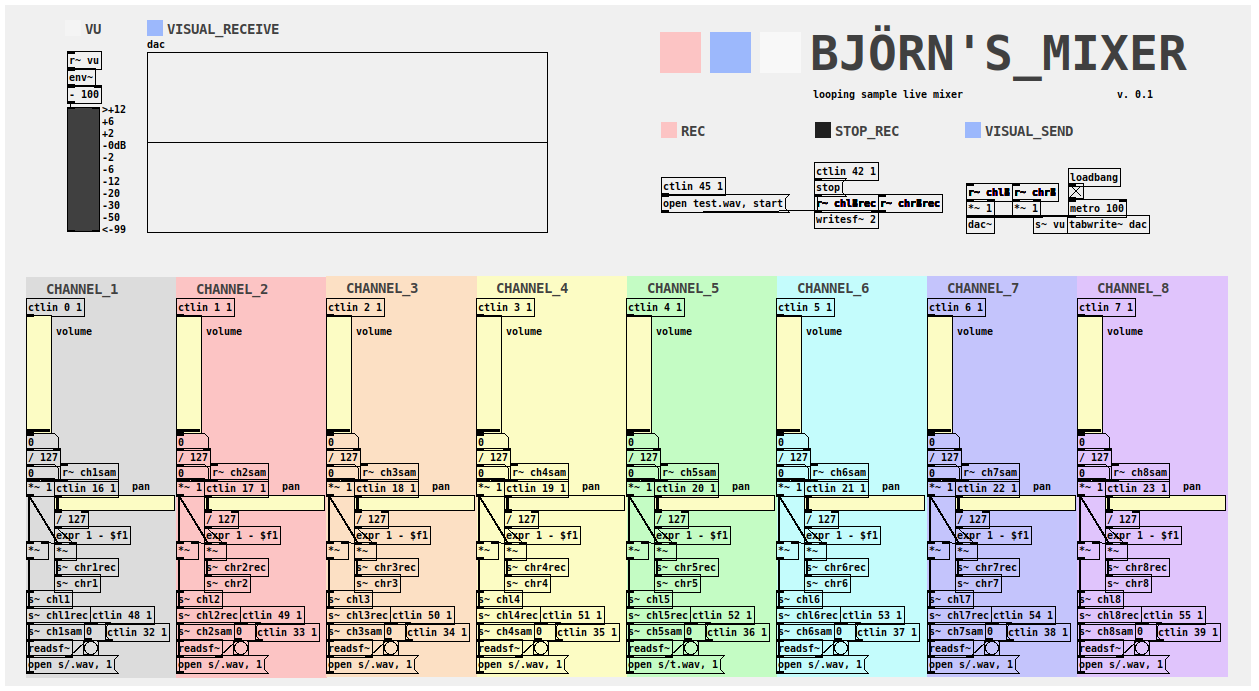 VU VISUAL_RECEIVE
dac
r~ vu
env~
- 100
>+12
+6
+2
-0dB
-2
-6
-12
-20
-30
-50
<-99
BJÖRN'S_MIXER
looping sample live mixer v. 0.1
REC STOP_REC VISUAL_SEND
ctlin 45 1
open test.wav, start
ctlin 42 1
stop
writesf~ 2
loadbang
*~ 1 *~ 1 metro 100
dac~ s~ vu tabwrite~ dac
CHANNEL_1 CHANNEL_2 CHANNEL_3 CHANNEL_4 CHANNEL_5 CHANNEL_6 CHANNEL_7 CHANNEL_8
ctlin 0 1 ctlin 1 1 ctlin 2 1 ctlin 3 1 ctlin 4 1 ctlin 5 1 ctlin 6 1 ctlin 7 1
volume volume volume volume volume volume volume volume
0 0 0 0 0 0 0 0
/ 127 / 127 / 127 / 127 / 127 / 127 / 127 / 127
0 r~ ch1sam 0 r~ ch2sam 0 r~ ch3sam 0 r~ ch4sam 0 r~ ch5sam 0 r~ ch6sam 0 r~ ch7sam 0 r~ ch8sam
*~ 1 ctlin 16 1 pan *~ 1 ctlin 17 1 pan *~ 1 ctlin 18 1 pan *~ 1 ctlin 19 1 pan *~ 1 ctlin 20 1 pan *~ 1 ctlin 21 1 pan *~ 1 ctlin 22 1 pan *~ 1 ctlin 23 1 pan
/ 127 / 127 / 127 / 127 / 127 / 127 / 127 / 127
expr 1 - $f1 expr 1 - $f1 expr 1 - $f1 expr 1 - $f1 expr 1 - $f1 expr 1 - $f1 expr 1 - $f1 expr 1 - $f1
*~ *~ *~ *~ *~ *~ *~ *~ *~ *~ *~ *~ *~ *~ *~ *~
s~ chr1rec s~ chr2rec s~ chr3rec s~ chr4rec s~ chr5rec s~ chr6rec s~ chr7rec s~ chr8rec
s~ chr1 s~ chr2 s~ chr3 s~ chr4 s~ chr5 s~ chr6 s~ chr7 s~ chr8
s~ chl1 s~ chl2 s~ chl3 s~ chl4 s~ chl5 s~ chl6 s~ chl7 s~ chl8
s~ chl1rec ctlin 48 1 s~ chl2rec ctlin 49 1 s~ chl3rec ctlin 50 1 s~ chl4rec ctlin 51 1 s~ chl5rec ctlin 52 1 s~ chl6rec ctlin 53 1 s~ chl7rec ctlin 54 1 s~ chl8rec ctlin 55 1
s~ ch1sam 0 ctlin 32 1 s~ ch2sam 0 ctlin 33 1 s~ ch3sam 0 ctlin 34 1 s~ ch4sam 0 ctlin 35 1 s~ ch5sam 0 ctlin 36 1 s~ ch6sam 0 ctlin 37 1 s~ ch7sam 0 ctlin 38 1 s~ ch8sam 0 ctlin 39 1
readsf~ readsf~ readsf~ readsf~ readsf~ readsf~ readsf~ readsf~
open s/.wav, 1 open s/.wav, 1 open s/.wav, 1 open s/.wav, 1 open s/t.wav, 1 open s/.wav, 1 open s/.wav, 1 open s/.wav, 1